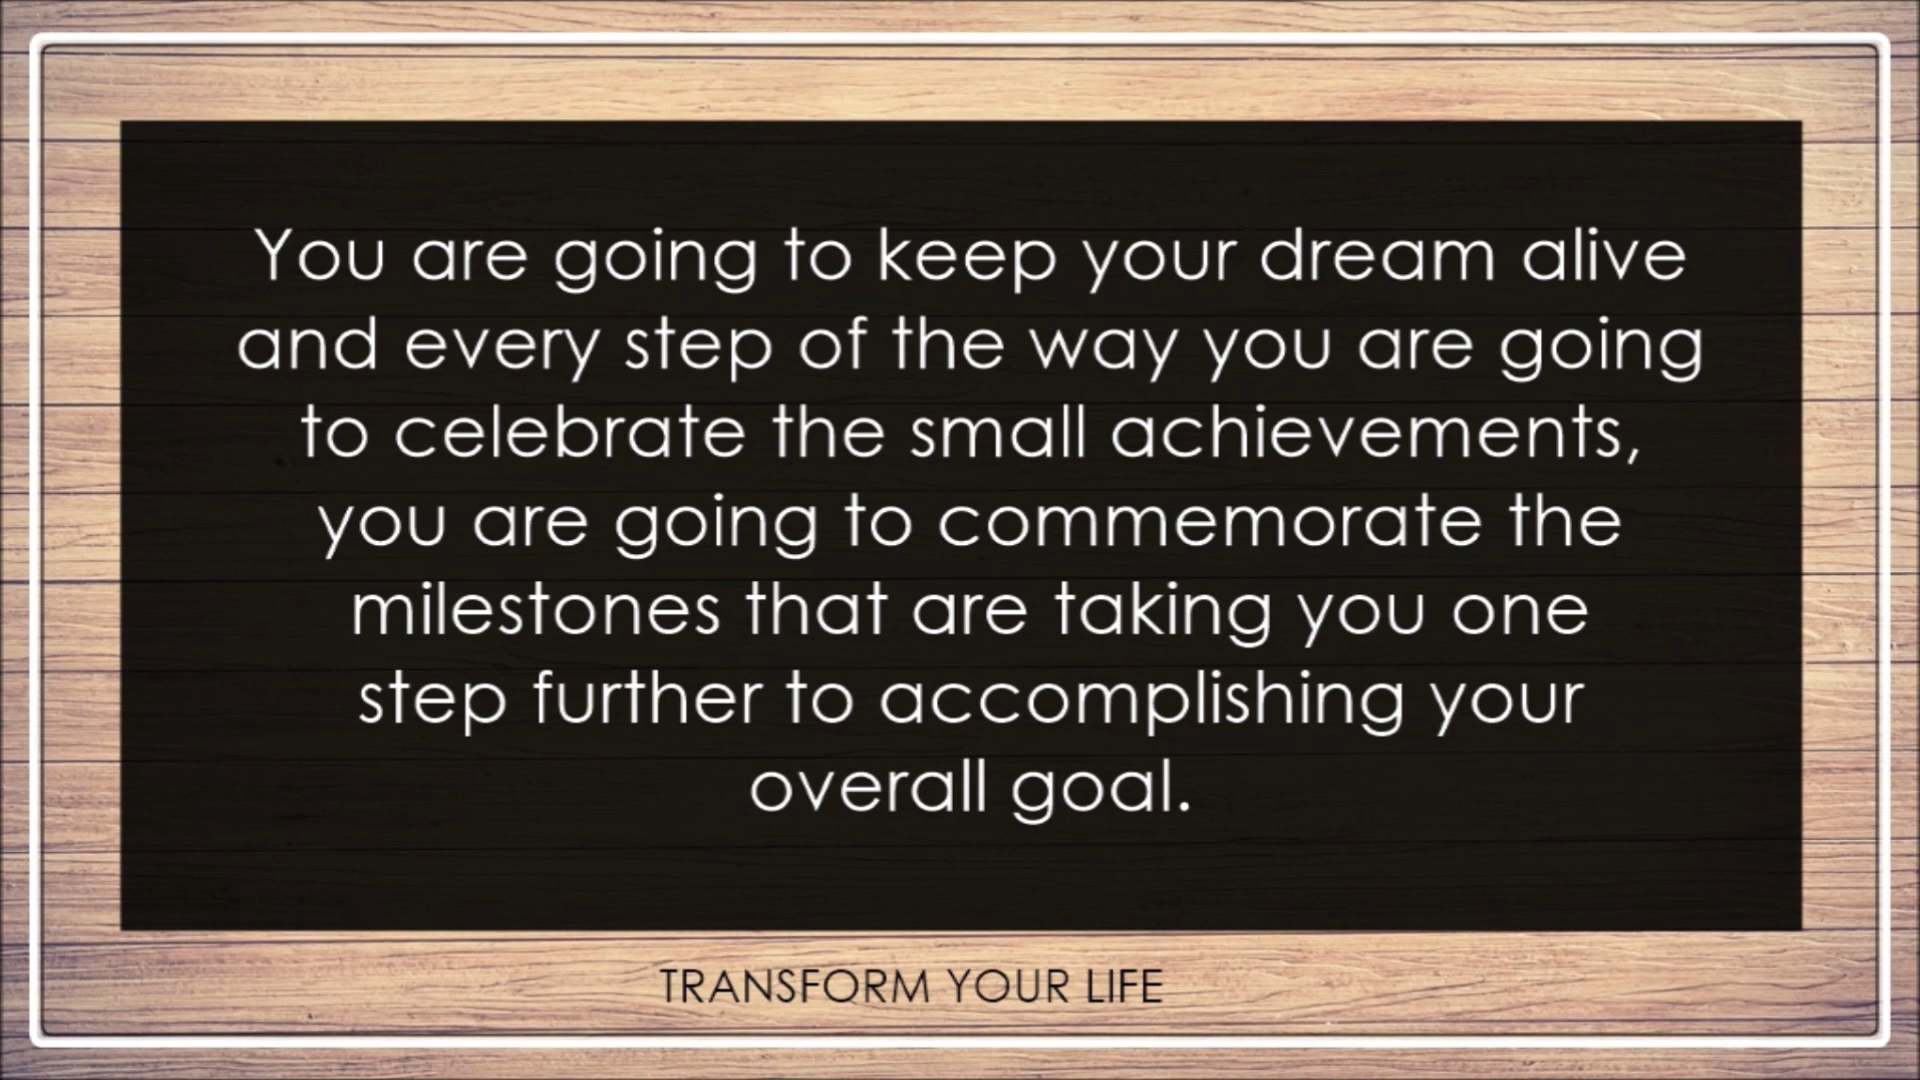 You are going to keep your dream alive
and every step of the way you are going
to celebrate the small achievements,
you are going to commemorate the
milestones that are taking you one
step further to accomplishing your
overall goal.
TRANSFORM YOUR LIFE